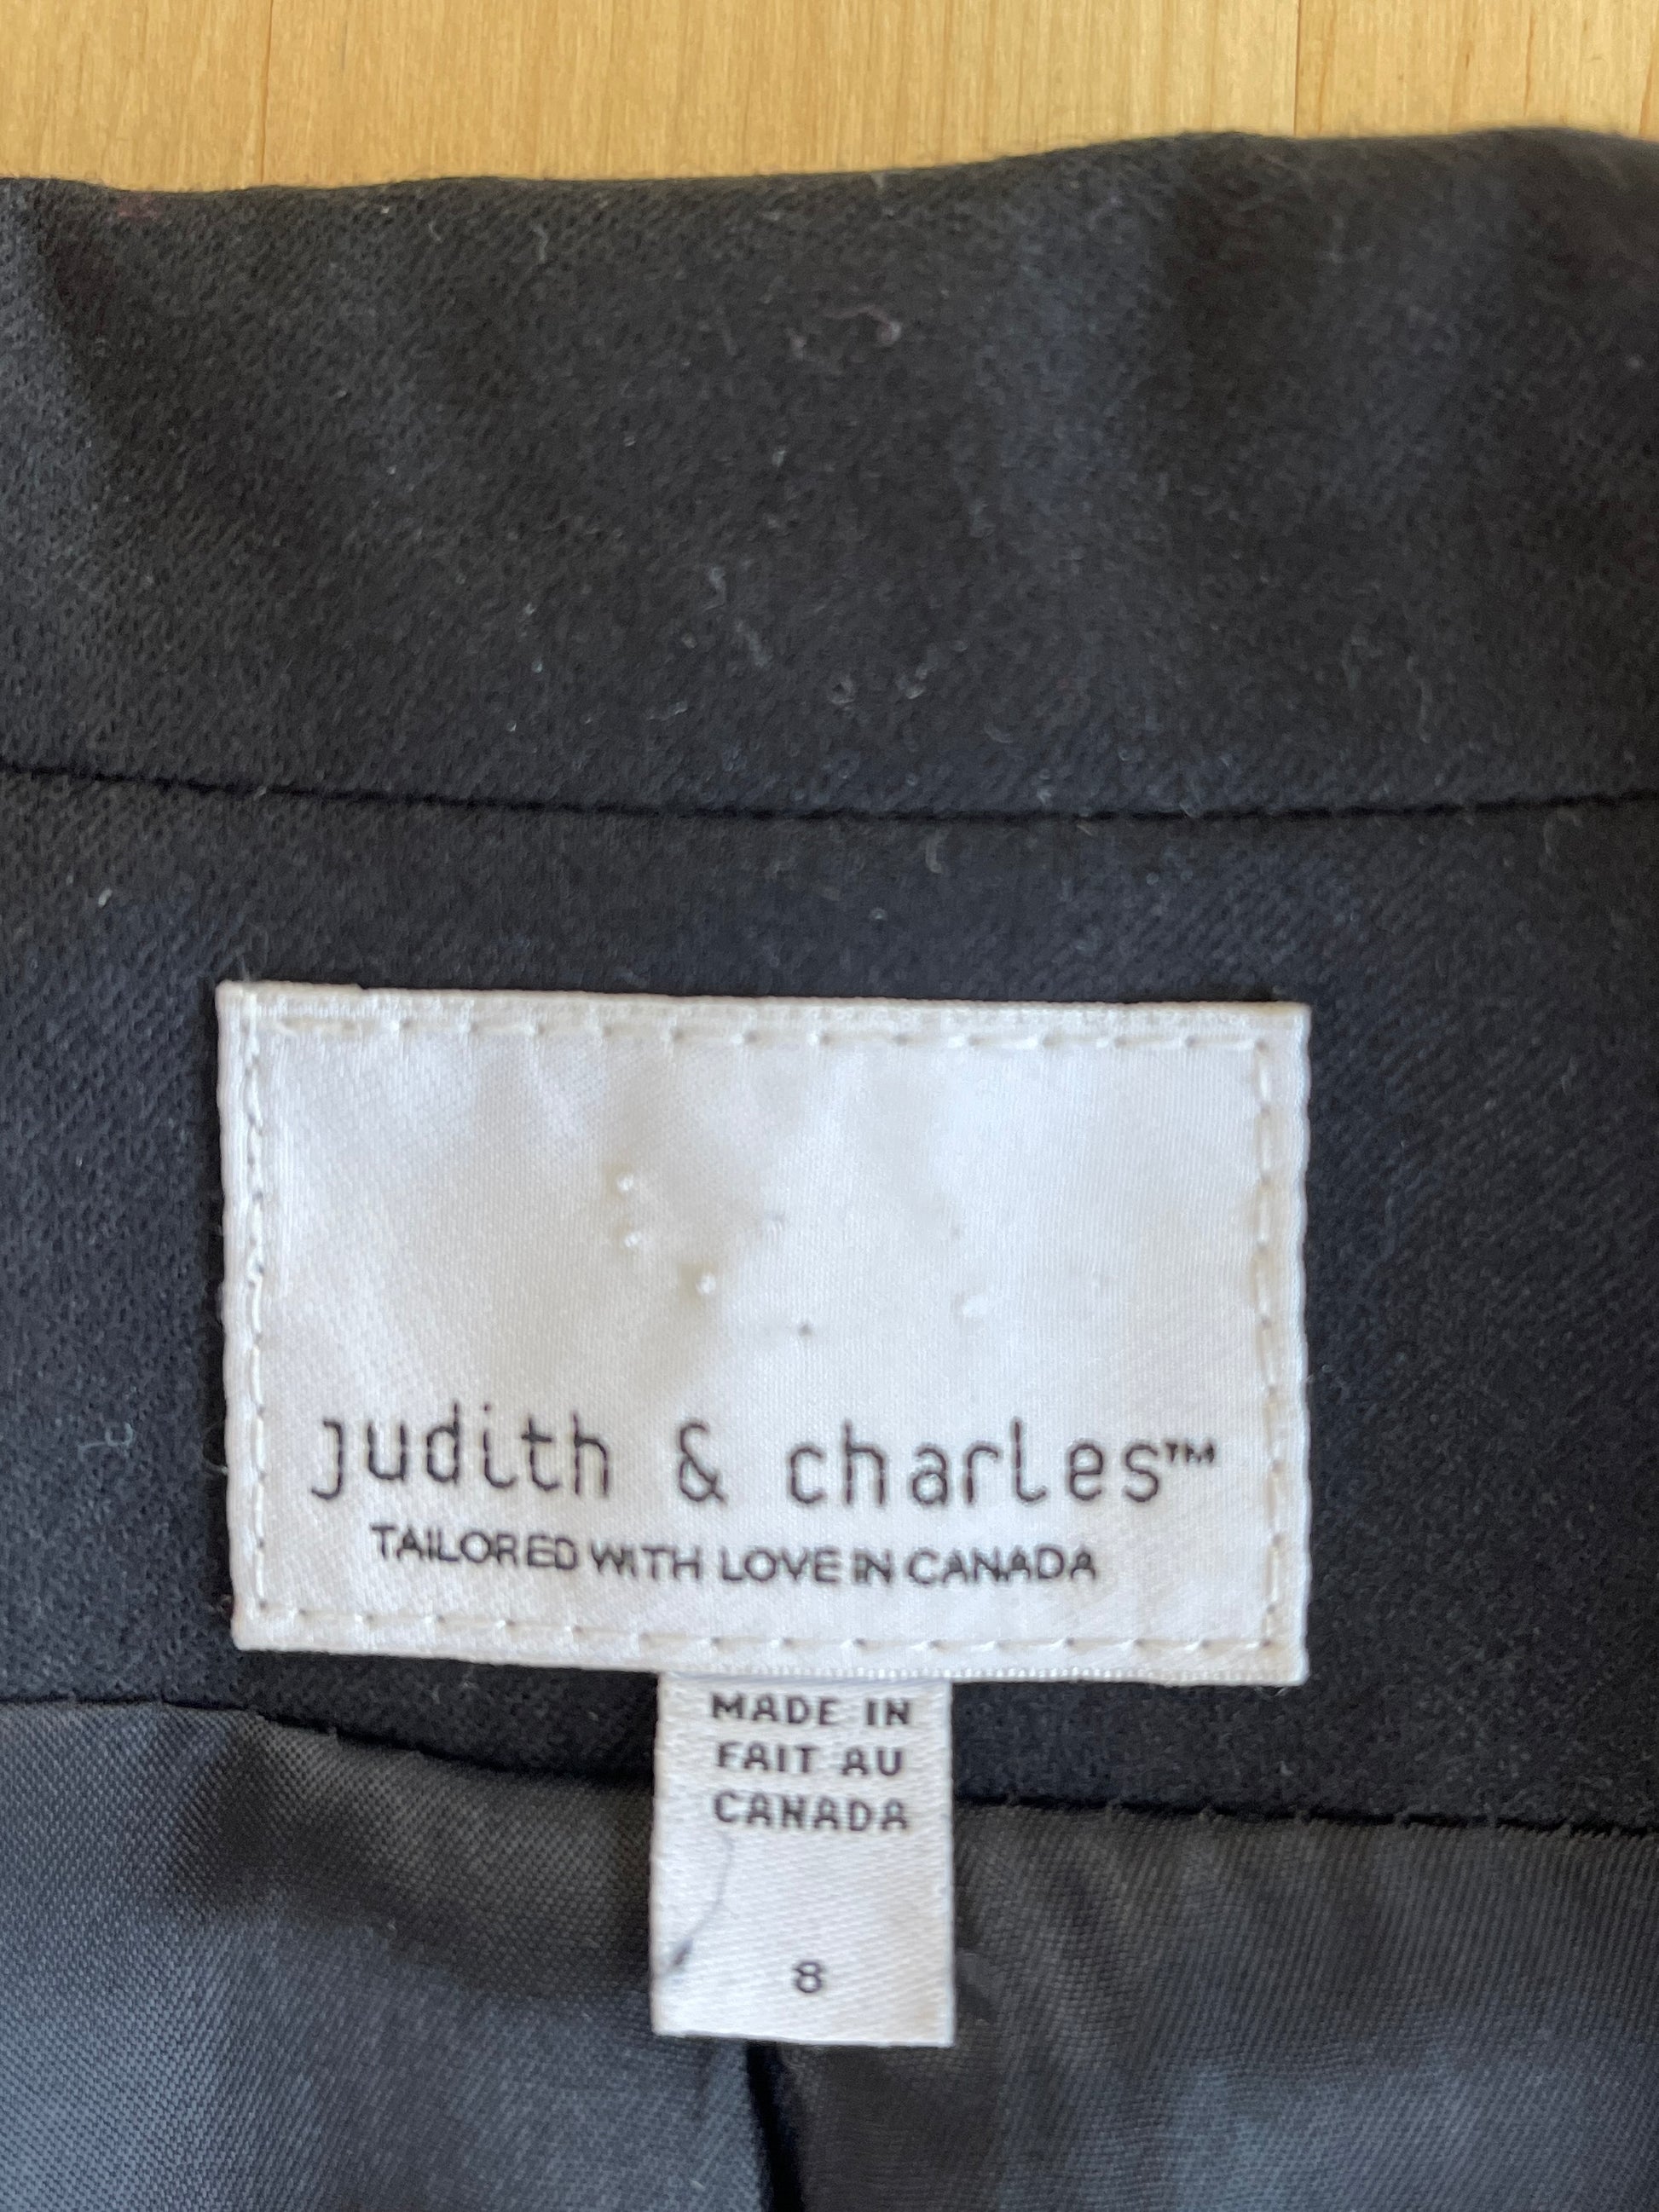 judith & charles™
TAILORED WITH LOVE IN CANADA
MADE IN
FAIT AU
CANADA
8